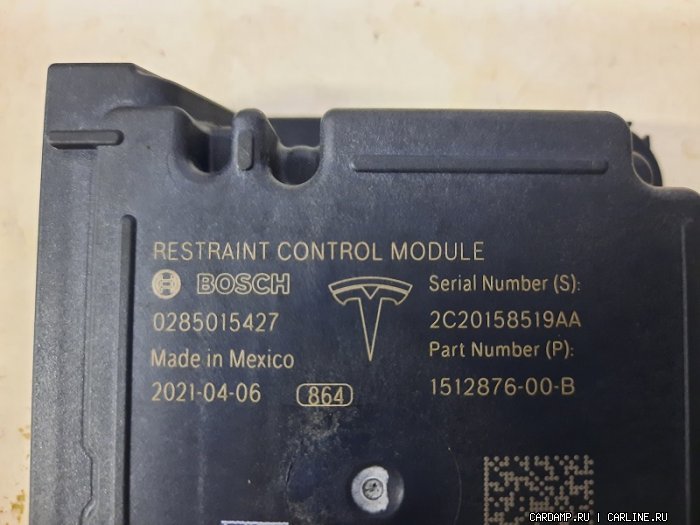 RESTRAINT CONTROL MODULE
BOSCH
0285015427
Made in Mexico
2021-04-06
864
Serial Number (S):
2C20158519AA
Part Number (P):
1512876-00-B
CARDAMP.RU | CARLINE.RU